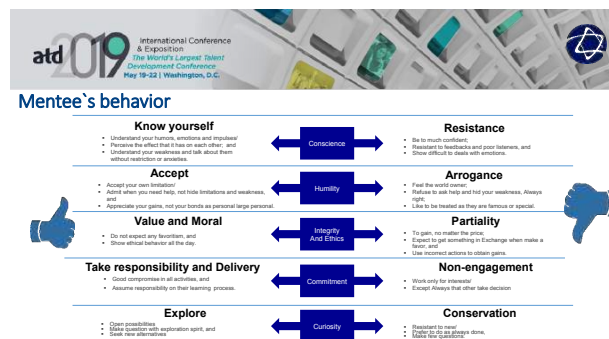 atd 2019
International Conference
& Exposition
The World's Largest Talent
Development Conference
May 19-22 | Washington, D.C.
Mentee`s behavior
Know yourself
Understand your humors, emotions and impulses/
Perceive the effect that it has on each other; and
Understand your weakness and talk about them
without restriction or anxieties.
Conscience
Resistance
Be to much confident;
Resistant to feedbacks and poor listeners, and
Show difficult to deals with emotions.
Accept
Accept your own limitation/
Admit when you need help, not hide limitations and weakness,
and
Appreciate your gains, not your bonds as personal large personal.
Humility
Arrogance
Feel the world owner;
Refuse to ask help and hid your weakness, Always
right;
Like to be treated as they are famous or special.
Value and Moral
Do not expect any favoritiem, and
Show ethical behavior all the day.
Integrity
And Ethics
Partiality
To gain, no matter the price;
Expect to get something in Exchange when make a
favor, and
Use incorrect actions to obtain gains.
Take responsibility and Delivery
Good compromise in all activities, and
Assume responsibility on their learning process.
Commitment
Non-engagement
Work only for interests/
Except Always that other take decision
Explore
Open possibilities
Make question with exploration spirit, and
Seek new alternatives
Curiosity
Conservation
Resistant to new/
Prefer to do as always done,
Make few questions: